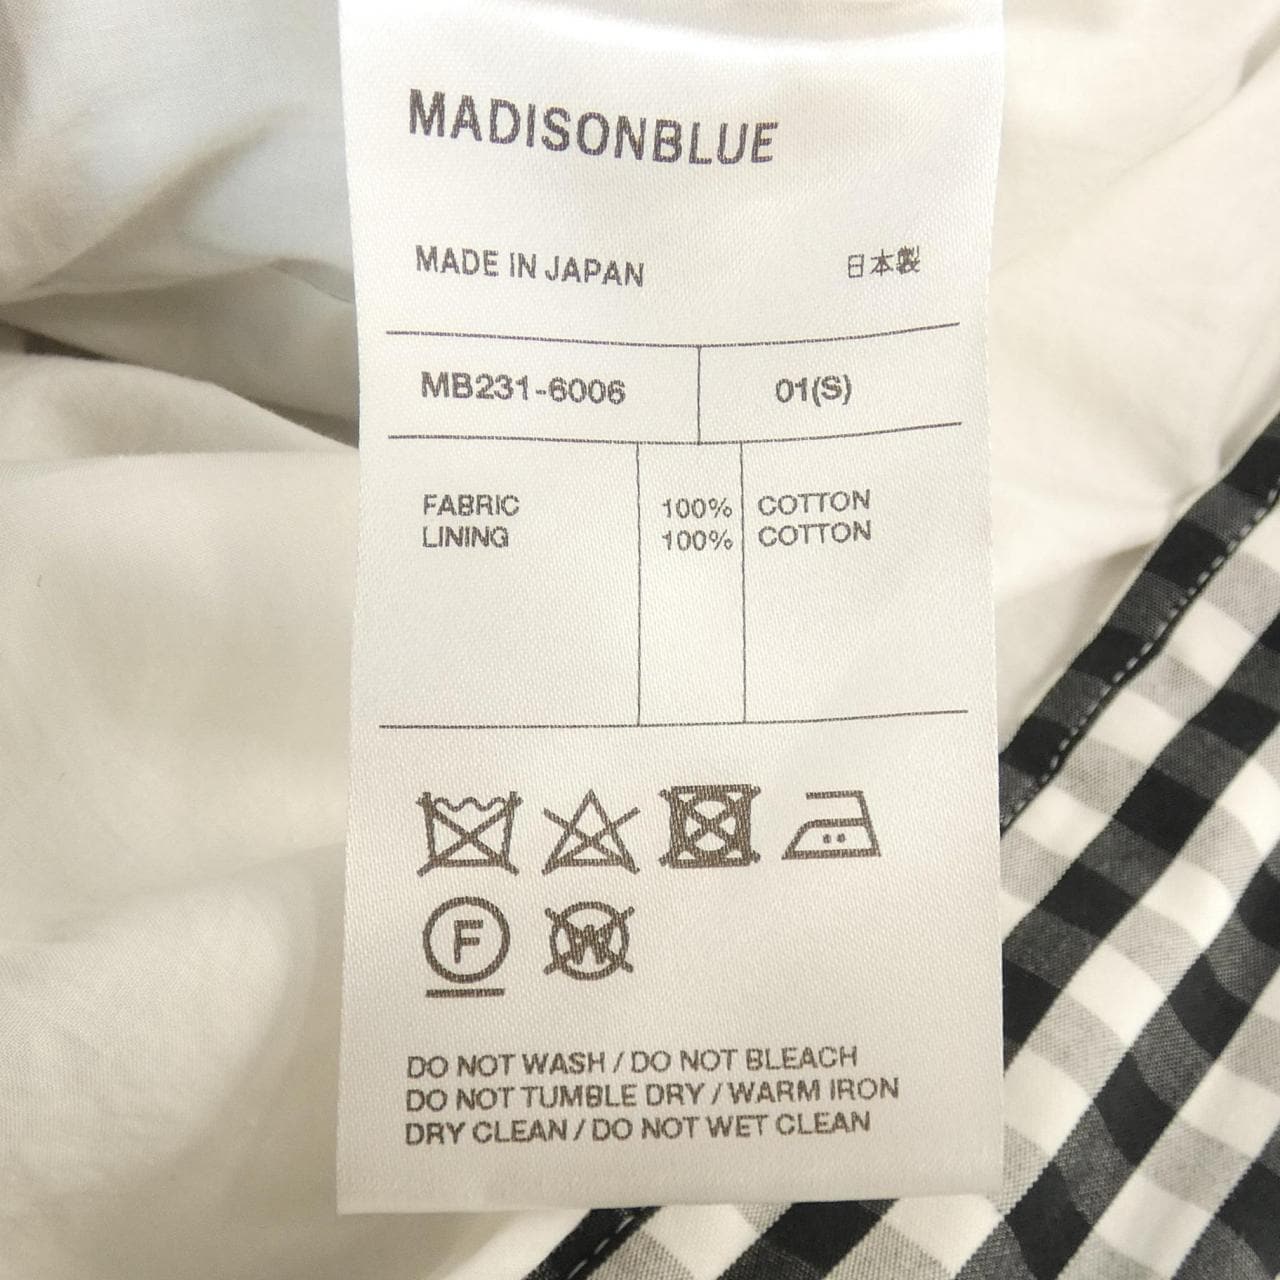 MADISONBLUE
MADE IN JAPAN 日本製
MB231-6006 01(S)
FABRIC 100% COTTON
LINING 100% COTTON
F W
DO NOT WASH / DO NOT BLEACH
DO NOT TUMBLE DRY / WARM IRON
DRY CLEAN / DO NOT WET CLEAN